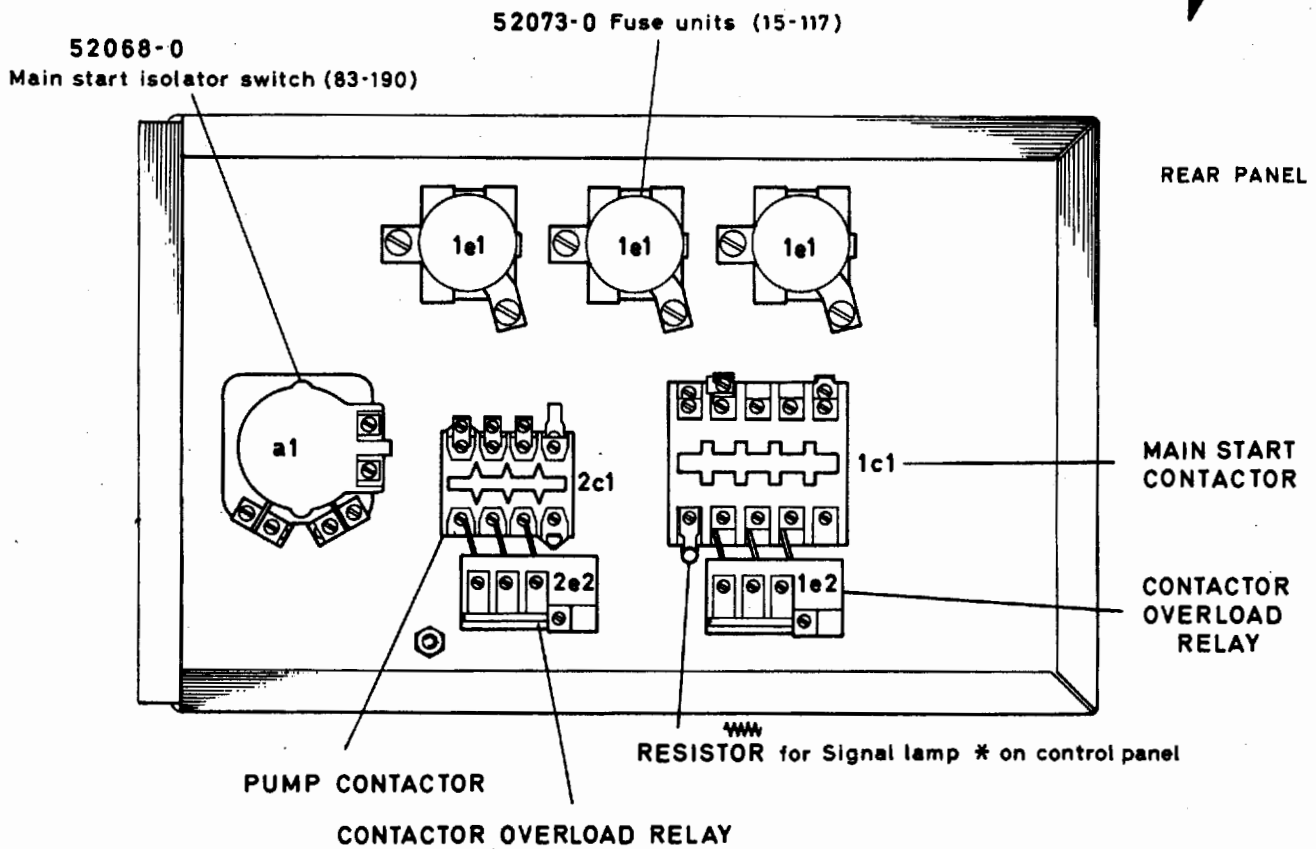 52073-0 Fuse units (15-117)
52068-0
Main start isolator switch (83-190)
REAR PANEL
1e1 1e1 1e1
a1
2c1
1c1
MAIN START
CONTACTOR
2e2
1e2
CONTACTOR
OVERLOAD
RELAY
RESISTOR for Signal lamp * on control panel
PUMP CONTACTOR
CONTACTOR OVERLOAD RELAY